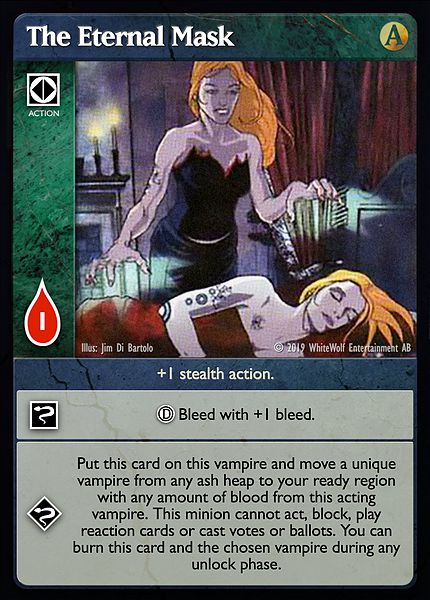 The Eternal Mask
A
ACTION
1
Illus: Jim Di Bartolo
© 2019 WhiteWolf Entertainment AB
+1 stealth action.
Ⓓ Bleed with +1 bleed.
Put this card on this vampire and move a unique
vampire from any ash heap to your ready region
with any amount of blood from this acting
vampire. This minion cannot act, block, play
reaction cards or cast votes or ballots. You can
burn this card and the chosen vampire during any
unlock phase.